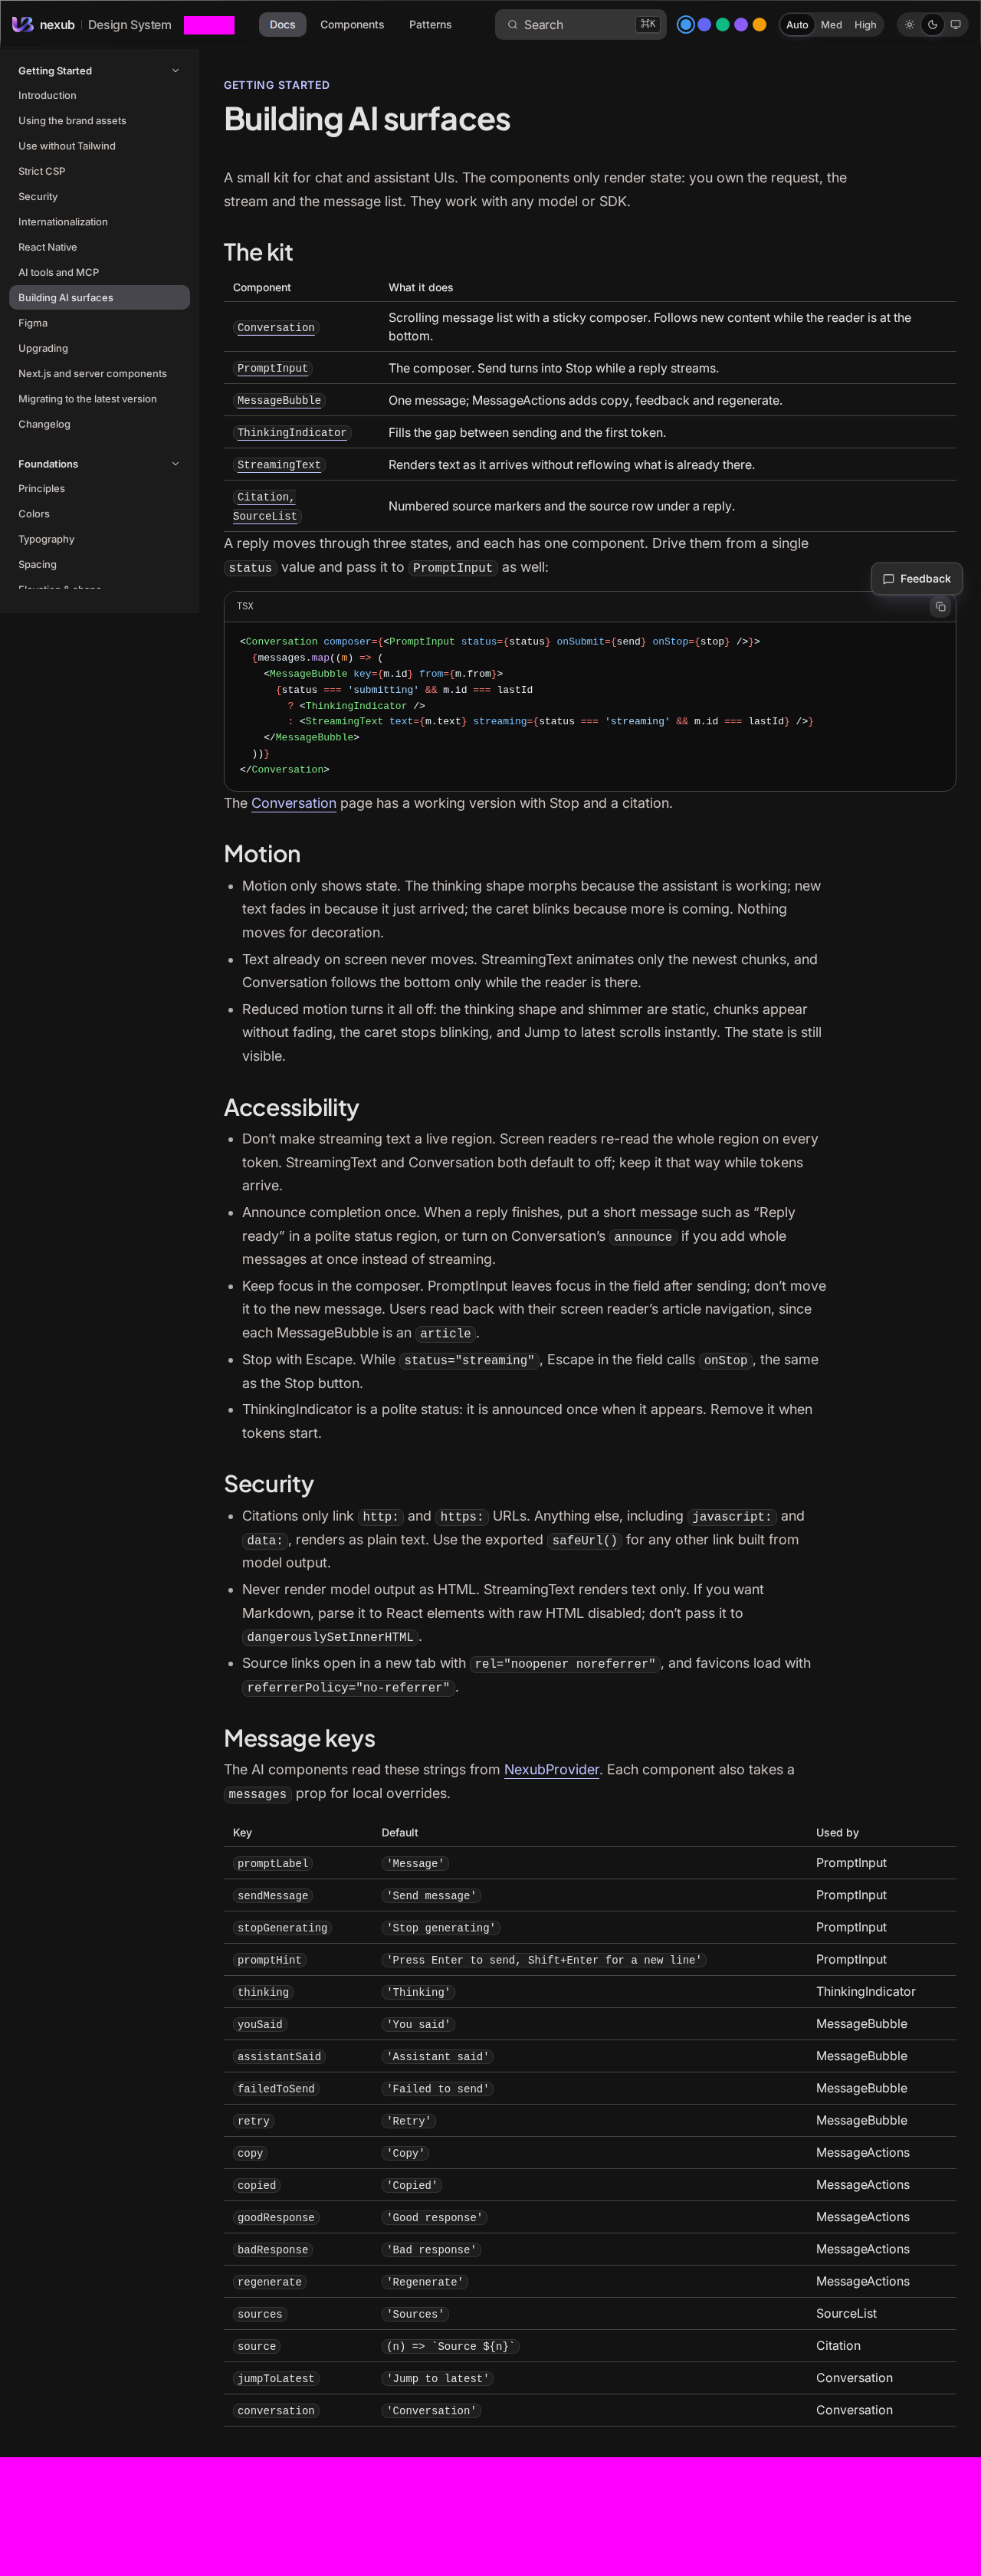 nexub Design System
Docs
Components
Patterns
Search
⌘K
Auto
Med
High
Getting Started
Introduction
Using the brand assets
Use without Tailwind
Strict CSP
Security
Internationalization
React Native
AI tools and MCP
Building AI surfaces
Figma
Upgrading
Next.js and server components
Migrating to the latest version
Changelog
Foundations
Principles
Colors
Typography
Spacing
GETTING STARTED
Building AI surfaces
A small kit for chat and assistant UIs. The components only render state: you own the request, the
stream and the message list. They work with any model or SDK.
The kit
Component What it does
Conversation Scrolling message list with a sticky composer. Follows new content while the reader is at the
bottom.
PromptInput The composer. Send turns into Stop while a reply streams.
MessageBubble One message; MessageActions adds copy, feedback and regenerate.
ThinkingIndicator Fills the gap between sending and the first token.
StreamingText Renders text as it arrives without reflowing what is already there.
Citation,
SourceList Numbered source markers and the source row under a reply.
A reply moves through three states, and each has one component. Drive them from a single
status value and pass it to PromptInput as well:
Feedback
TSX
<Conversation composer={<PromptInput status={status} onSubmit={send} onStop={stop} />}>
{messages.map((m) => (
<MessageBubble key={m.id} from={m.from}>
{status === 'submitting' && m.id === lastId
? <ThinkingIndicator />
: <StreamingText text={m.text} streaming={status === 'streaming' && m.id === lastId} />}
</MessageBubble>
))}
</Conversation>
The Conversation page has a working version with Stop and a citation.
Motion
• Motion only shows state. The thinking shape morphs because the assistant is working; new
text fades in because it just arrived; the caret blinks because more is coming. Nothing
moves for decoration.
• Text already on screen never moves. StreamingText animates only the newest chunks, and
Conversation follows the bottom only while the reader is there.
• Reduced motion turns it all off: the thinking shape and shimmer are static, chunks appear
without fading, the caret stops blinking, and Jump to latest scrolls instantly. The state is still
visible.
Accessibility
• Don’t make streaming text a live region. Screen readers re-read the whole region on every
token. StreamingText and Conversation both default to off; keep it that way while tokens
arrive.
• Announce completion once. When a reply finishes, put a short message such as “Reply
ready” in a polite status region, or turn on Conversation’s announce if you add whole
messages at once instead of streaming.
• Keep focus in the composer. PromptInput leaves focus in the field after sending; don’t move
it to the new message. Users read back with their screen reader’s article navigation, since
each MessageBubble is an article.
• Stop with Escape. While status="streaming", Escape in the field calls onStop, the same
as the Stop button.
• ThinkingIndicator is a polite status: it is announced once when it appears. Remove it when
tokens start.
Security
• Citations only link http: and https: URLs. Anything else, including javascript: and
data:, renders as plain text. Use the exported safeUrl() for any other link built from
model output.
• Never render model output as HTML. StreamingText renders text only. If you want
Markdown, parse it to React elements with raw HTML disabled; don’t pass it to
dangerouslySetInnerHTML.
• Source links open in a new tab with rel="noopener noreferrer", and favicons load with
referrerPolicy="no-referrer".
Message keys
The AI components read these strings from NexubProvider. Each component also takes a
messages prop for local overrides.
Key Default Used by
promptLabel 'Message' PromptInput
sendMessage 'Send message' PromptInput
stopGenerating 'Stop generating' PromptInput
promptHint 'Press Enter to send, Shift+Enter for a new line' PromptInput
thinking 'Thinking' ThinkingIndicator
youSaid 'You said' MessageBubble
assistantSaid 'Assistant said' MessageBubble
failedToSend 'Failed to send' MessageBubble
retry 'Retry' MessageBubble
copy 'Copy' MessageActions
copied 'Copied' MessageActions
goodResponse 'Good response' MessageActions
badResponse 'Bad response' MessageActions
regenerate 'Regenerate' MessageActions
sources 'Sources' SourceList
source (n) => `Source ${n}` Citation
jumpToLatest 'Jump to latest' Conversation
conversation 'Conversation' Conversation